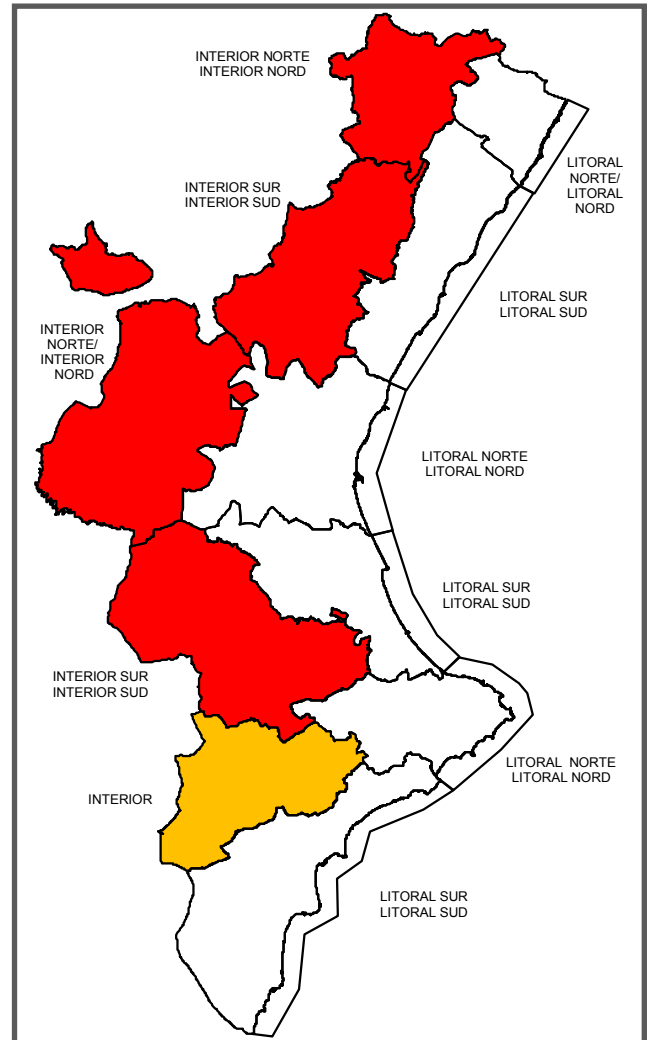 INTERIOR NORTE
INTERIOR NORD
LITORAL
NORTE/
LITORAL
NORD
INTERIOR SUR
INTERIOR SUD
LITORAL SUR
LITORAL SUD
INTERIOR
NORTE/
INTERIOR
NORD
LITORAL NORTE
LITORAL NORD
LITORAL SUR
LITORAL SUD
INTERIOR SUR
INTERIOR SUD
LITORAL NORTE
LITORAL NORD
INTERIOR
LITORAL SUR
LITORAL SUD